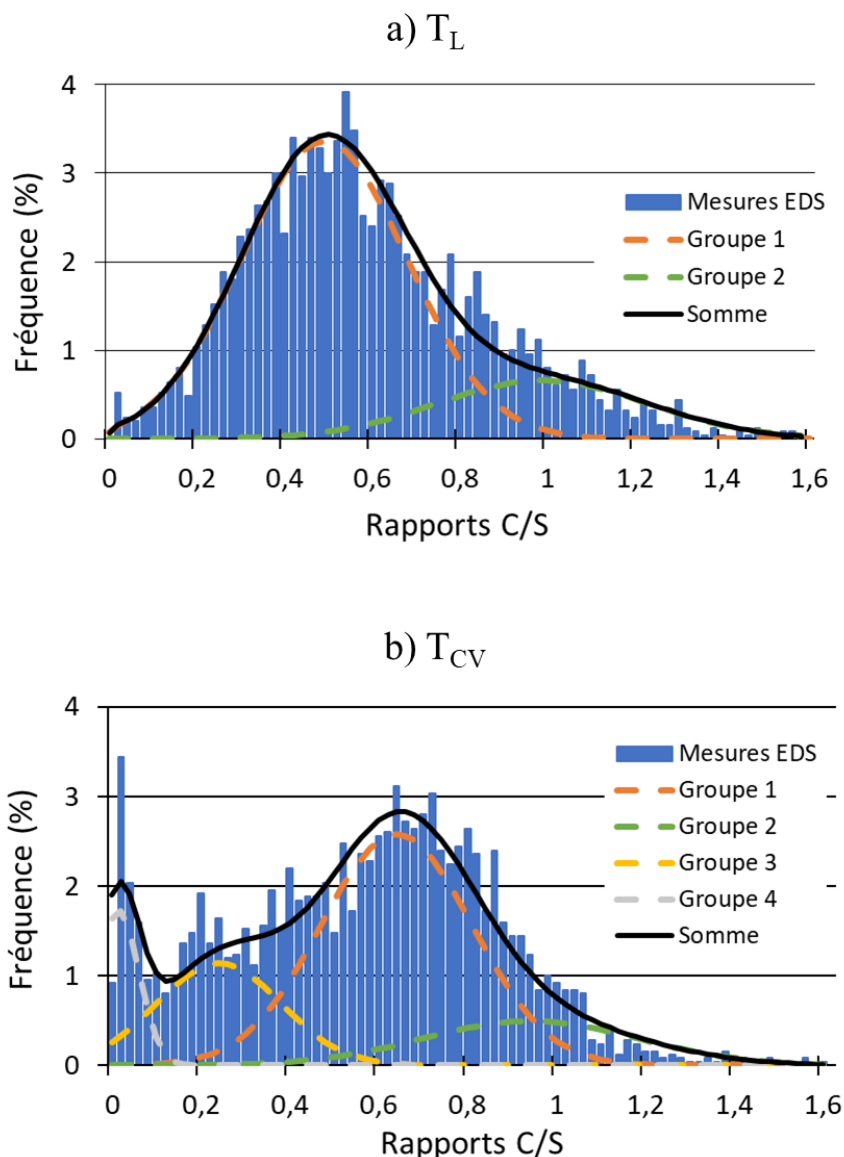 a) T_L
4
3
2
1
0
Fréquence (%)
Mesures EDS
Groupe 1
Groupe 2
Somme
0 0,2 0,4 0,6 0,8 1 1,2 1,4 1,6
Rapports C/S
b) T_CV
4
3
2
1
0
Fréquence (%)
Mesures EDS
Groupe 1
Groupe 2
Groupe 3
Groupe 4
Somme
0 0,2 0,4 0,6 0,8 1 1,2 1,4 1,6
Rapports C/S